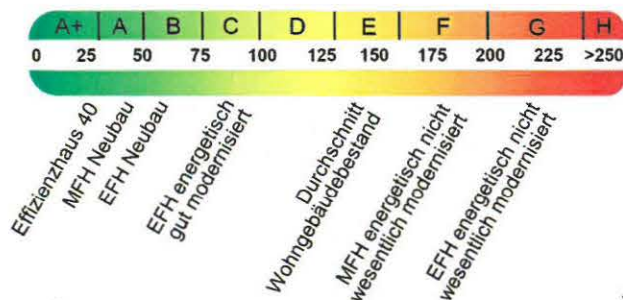 A+ A B C D E F G H
0 25 50 75 100 125 150 175 200 225 >250
Effizienzhaus 40
MFH Neubau
EFH Neubau
EFH energetisch
gut modernisiert
Durchschnitt
Wohngebäudebestand
MFH energetisch nicht
wesentlich modernisiert
EFH energetisch nicht
wesentlich modernisiert